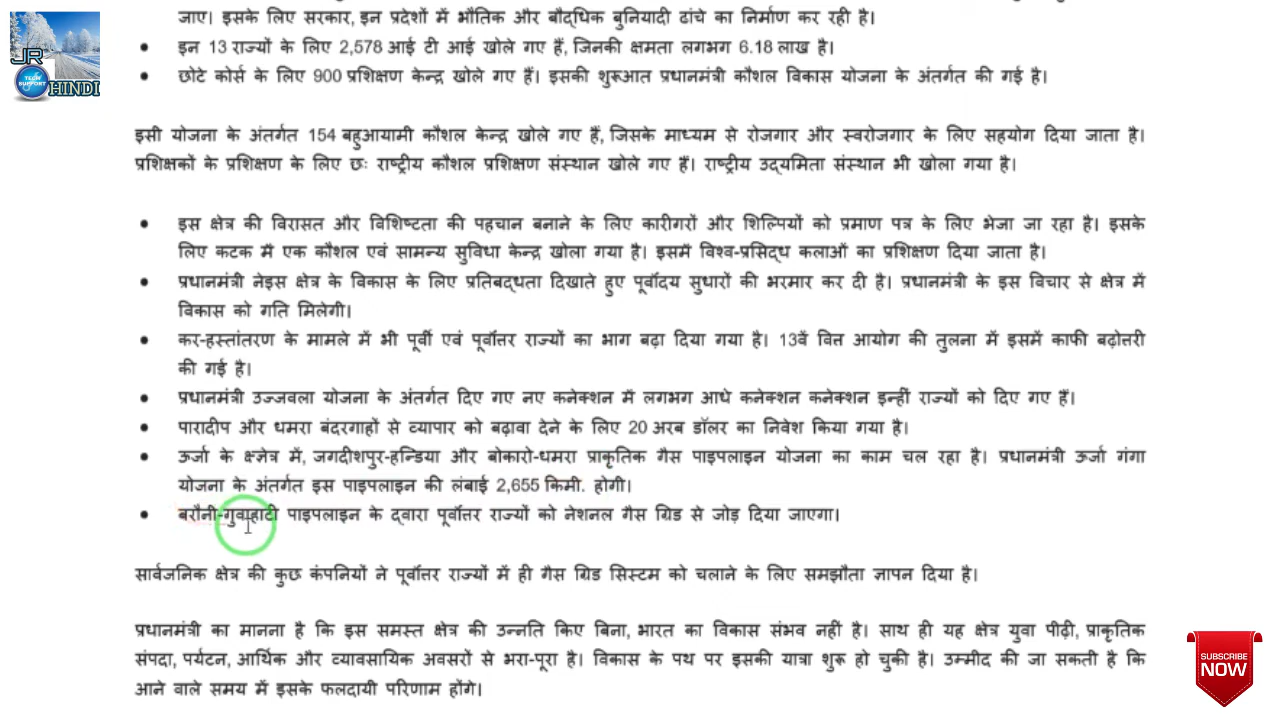 जाए। इसके लिए सरकार, इन प्रदेशों में भौतिक और बौद्धिक बुनियादी ढांचे का निर्माण कर रही है।
JR
TECH SUPPORT
HINDI
• इन 13 राज्यों के लिए 2,578 आई टी आई खोले गए हैं, जिनकी क्षमता लगभग 6.18 लाख है।
• छोटे कोर्स के लिए 900 प्रशिक्षण केन्द्र खोले गए हैं। इसकी शुरूआत प्रधानमंत्री कौशल विकास योजना के अंतर्गत की गई है।
इसी योजना के अंतर्गत 154 बहुआयामी कौशल केन्द्र खोले गए हैं, जिसके माध्यम से रोजगार और स्वरोजगार के लिए सहयोग दिया जाता है।
प्रशिक्षकों के प्रशिक्षण के लिए छः राष्ट्रीय कौशल प्रशिक्षण संस्थान खोले गए हैं। राष्ट्रीय उद्यमिता संस्थान भी खोला गया है।
• इस क्षेत्र की विरासत और विशिष्टता की पहचान बनाने के लिए कारीगरों और शिल्पियों को प्रमाण पत्र के लिए भेजा जा रहा है। इसके
लिए कटक में एक कौशल एवं सामन्य सुविधा केन्द्र खोला गया है। इसमें विश्व-प्रसिद्ध कलाओं का प्रशिक्षण दिया जाता है।
• प्रधानमंत्री नेइस क्षेत्र के विकास के लिए प्रतिबद्धता दिखाते हुए पूर्वोदय सुधारों की भरमार कर दी है। प्रधानमंत्री के इस विचार से क्षेत्र में
विकास को गति मिलेगी।
• कर-हस्तांतरण के मामले में भी पूर्वी एवं पूर्वोत्तर राज्यों का भाग बढ़ा दिया गया है। 13वें वित्त आयोग की तुलना में इसमें काफी बढ़ोत्तरी
की गई है।
• प्रधानमंत्री उज्जवला योजना के अंतर्गत दिए गए नए कनेक्शन में लगभग आधे कनेक्शन कनेक्शन इन्हीं राज्यों को दिए गए हैं।
• पारादीप और धमरा बंदरगाहों से व्यापार को बढ़ावा देने के लिए 20 अरब डॉलर का निवेश किया गया है।
• ऊर्जा के क्षेत्र में, जगदीशपुर-हल्डिया और बोकारो-धमरा प्राकृतिक गैस पाइपलाइन योजना का काम चल रहा है। प्रधानमंत्री ऊर्जा गंगा
योजना के अंतर्गत इस पाइपलाइन की लंबाई 2,655 किमी. होगी।
• बरौनी-गुवाहाटी पाइपलाइन के द्वारा पूर्वोत्तर राज्यों को नेशनल गैस ग्रिड से जोड़ दिया जाएगा।
सार्वजनिक क्षेत्र की कुछ कंपनियों ने पूर्वोत्तर राज्यों में ही गैस ग्रिड सिस्टम को चलाने के लिए समझौता ज्ञापन दिया है।
प्रधानमंत्री का मानना है कि इस समस्त क्षेत्र की उन्नति किए बिना, भारत का विकास संभव नहीं है। साथ ही यह क्षेत्र युवा पीढ़ी, प्राकृतिक
संपदा, पर्यटन, आर्थिक और व्यावसायिक अवसरों से भरा-पूरा है। विकास के पथ पर इसकी यात्रा शुरू हो चुकी है। उम्मीद की जा सकती है कि
आने वाले समय में इसके फलदायी परिणाम होंगे।
SUBSCRIBE
NOW